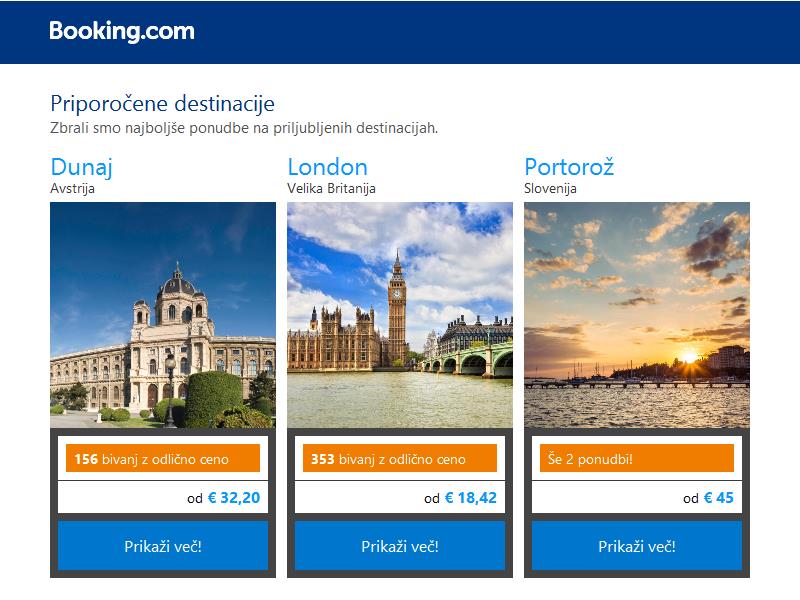 Booking.com
Priporočene destinacije
Zbrali smo najboljše ponudbe na priljubljenih destinacijah.
Dunaj
Avstrija
156 bivanj z odlično ceno
od € 32,20
Prikaži več!
London
Velika Britanija
353 bivanj z odlično ceno
od € 18,42
Prikaži več!
Portorož
Slovenija
Še 2 ponudbi!
od € 45
Prikaži več!